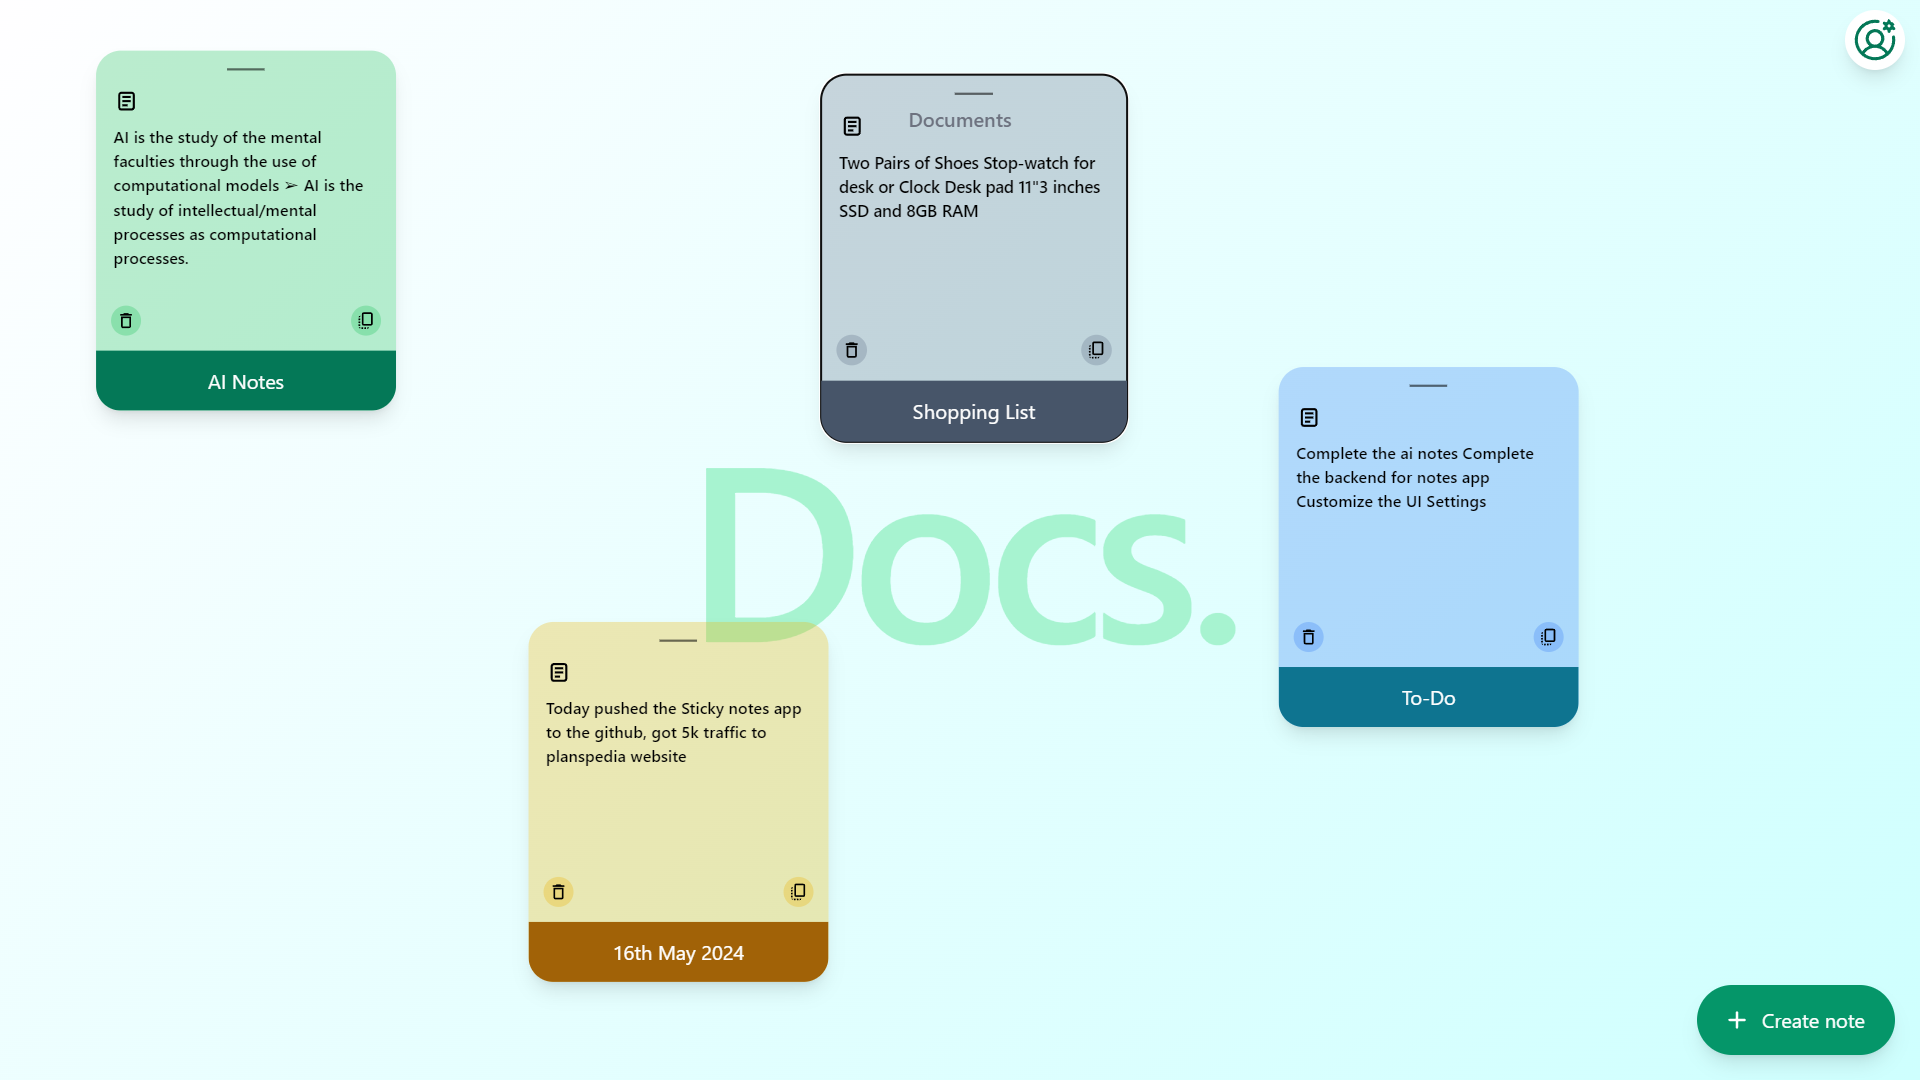 AI is the study of the mental
faculties through the use of
computational models ➢ AI is the
study of intellectual/mental
processes as computational
processes.
AI Notes
Documents
Two Pairs of Shoes Stop-watch for
desk or Clock Desk pad 11"3 inches
SSD and 8GB RAM
Shopping List
Docs.
Complete the ai notes Complete
the backend for notes app
Customize the UI Settings
To-Do
Today pushed the Sticky notes app
to the github, got 5k traffic to
planspedia website
16th May 2024
Create note